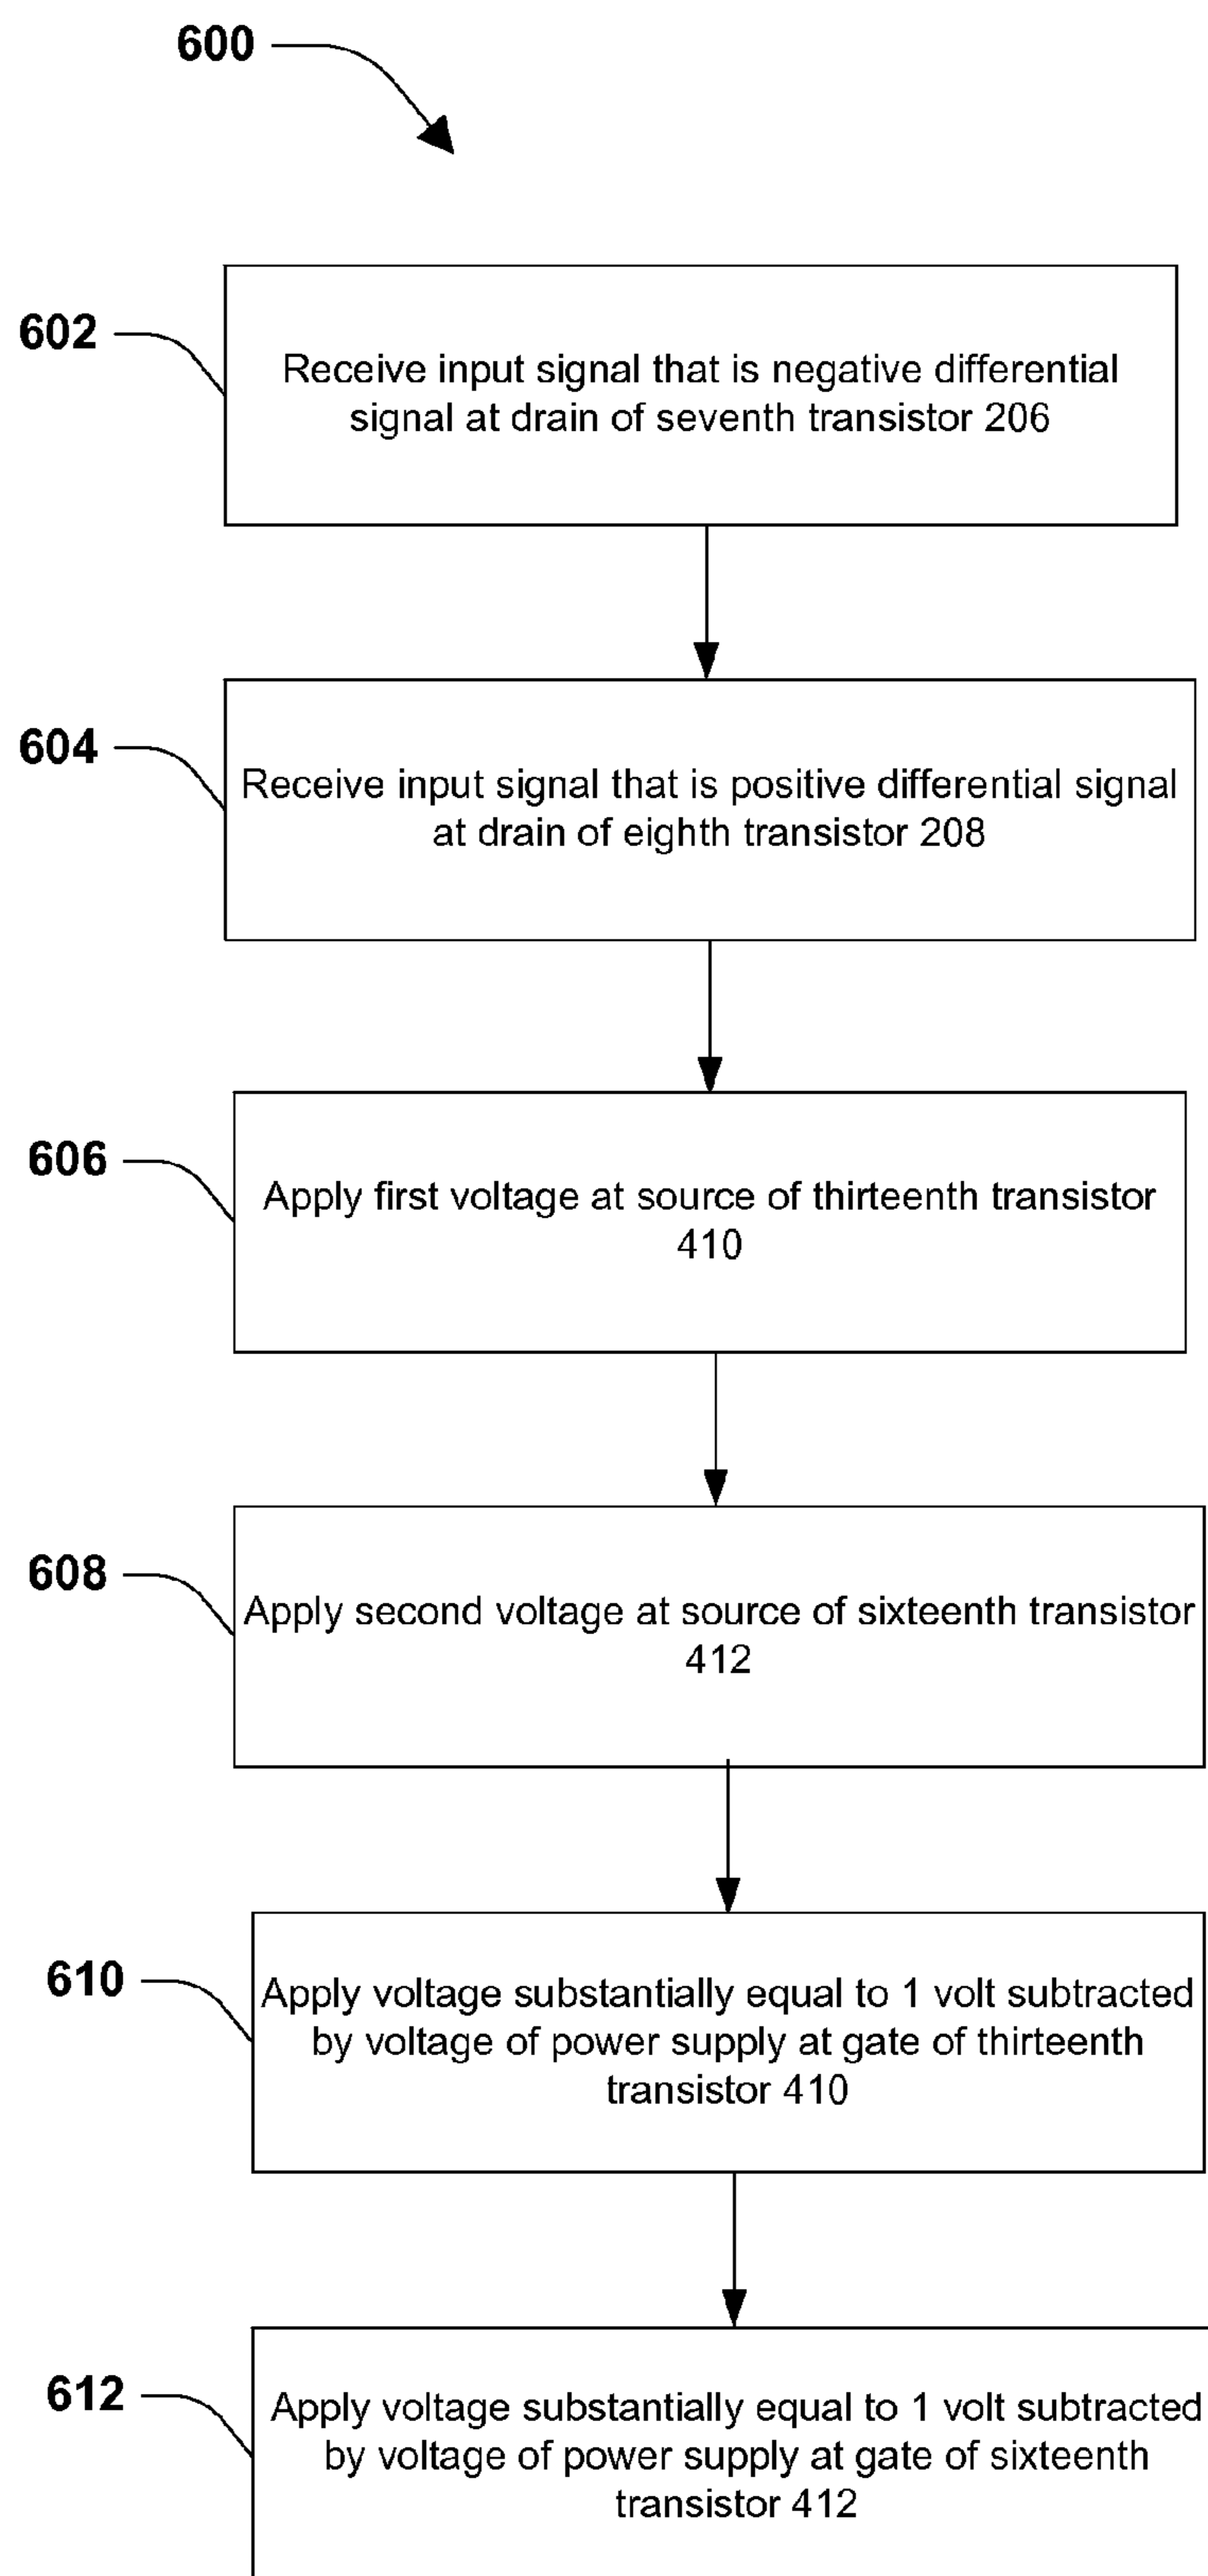 600
602
Receive input signal that is negative differential
signal at drain of seventh transistor 206
604
Receive input signal that is positive differential signal
at drain of eighth transistor 208
606
Apply first voltage at source of thirteenth transistor
410
608
Apply second voltage at source of sixteenth transistor
412
610
Apply voltage substantially equal to 1 volt subtracted
by voltage of power supply at gate of thirteenth
transistor 410
612
Apply voltage substantially equal to 1 volt subtracted
by voltage of power supply at gate of sixteenth
transistor 412